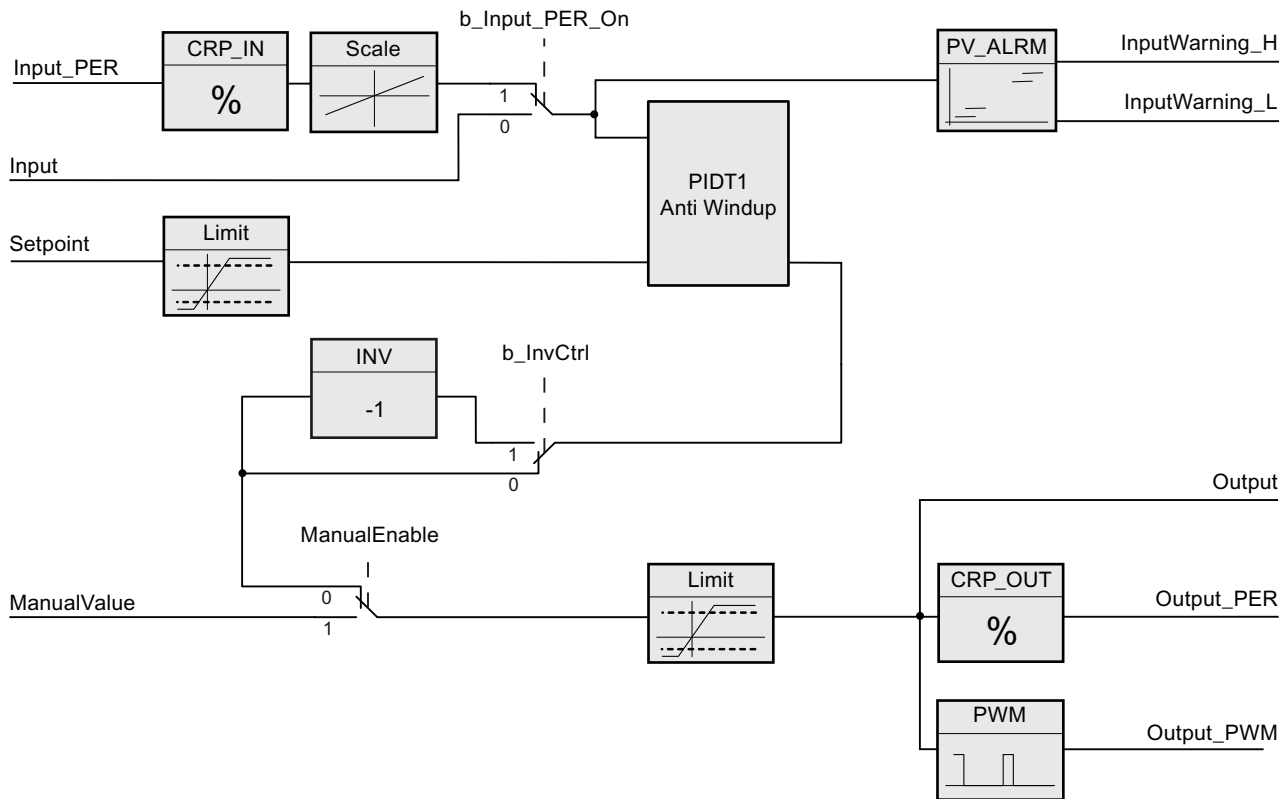 b_Input_PER_On
Input_PER
CRP_IN
%
Scale
1
0
PV_ALRM
InputWarning_H
InputWarning_L
Input
PIDT1
Anti Windup
Setpoint
Limit
INV
-1
b_InvCtrl
1
0
Output
ManualEnable
ManualValue
0
1
Limit
CRP_OUT
%
Output_PER
PWM
Output_PWM